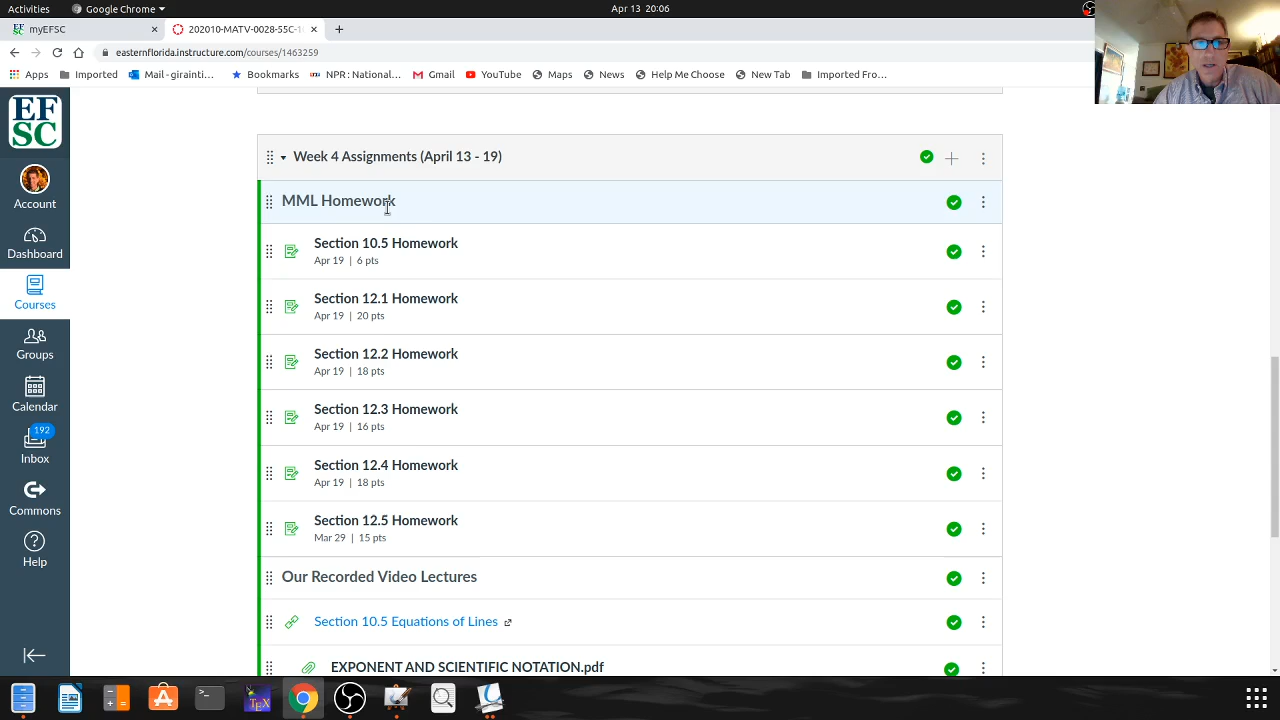 Activities
Google Chrome
Apr 13 20:06
myEFSC
202010-MATV-0028-55C-1
easternflorida.instructure.com/courses/1463259
Apps
Imported
Mail - girainti...
Bookmarks
NPR : National...
Gmail
YouTube
Maps
News
Help Me Choose
New Tab
Imported Fro...
EF
SC
Account
Dashboard
Courses
Groups
Calendar
192
Inbox
Commons
Help
Week 4 Assignments (April 13 - 19)
MML Homework
Section 10.5 Homework
Apr 19 | 6 pts
Section 12.1 Homework
Apr 19 | 20 pts
Section 12.2 Homework
Apr 19 | 18 pts
Section 12.3 Homework
Apr 19 | 16 pts
Section 12.4 Homework
Apr 19 | 18 pts
Section 12.5 Homework
Mar 29 | 15 pts
Our Recorded Video Lectures
Section 10.5 Equations of Lines
EXPONENT AND SCIENTIFIC NOTATION.pdf